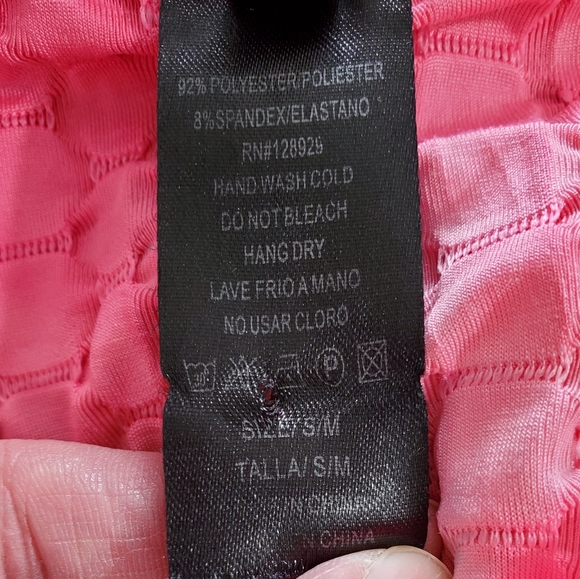 92% POLYESTER/POLIESTER
8%SPANDEX/ELASTANO
RN#128929
HAND WASH COLD
DO NOT BLEACH
HANG DRY
LAVE FRIO A MANO
NO.USAR CLORO
P
SIZE/S/M
TALLA/S/M
N CHINA